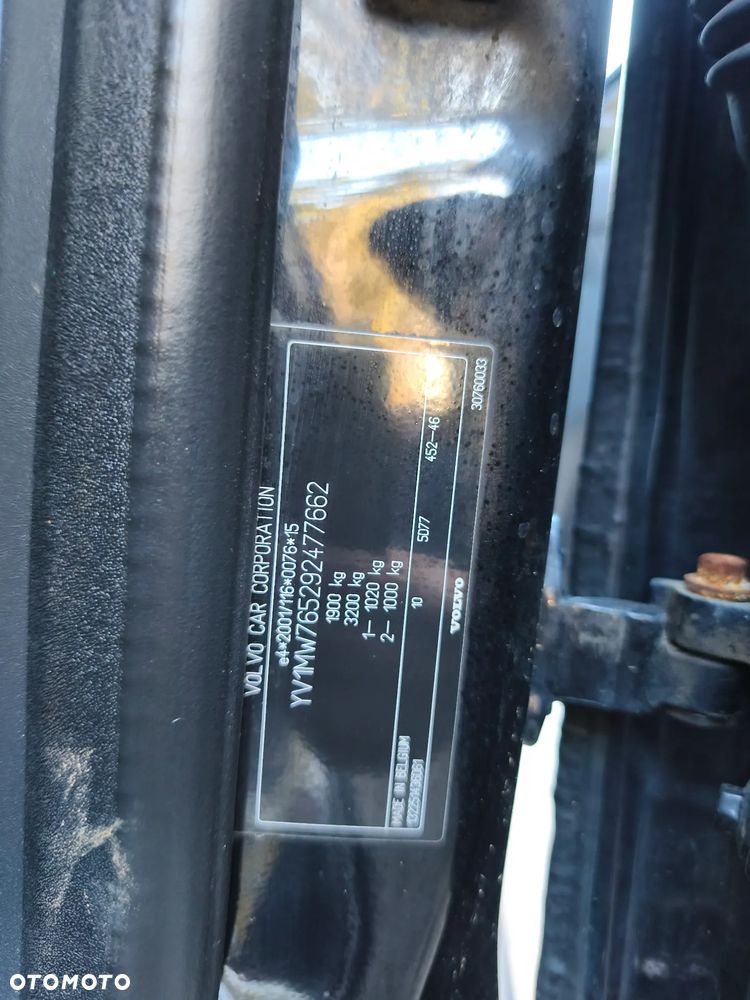 VOLVO CAR CORPORATION
e4*2001/116*0076*15
YV1MW765292477662
1900 kg
3200 kg
1- 1020 kg
2- 1000 kg
MADE IN BELGIUM
10 5D77 452-46
VOLVO
30760033
OTOMOTO